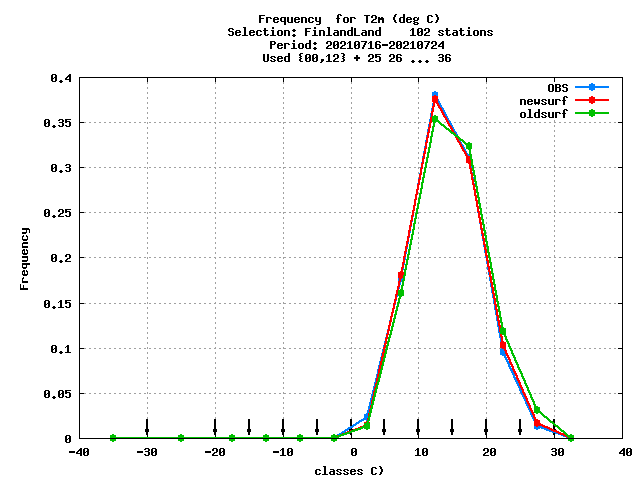 Frequency  for T2m (deg C)
Selection: FinlandLand    102 stations
Period: 20210716-20210724
Used {00,12} + 25 26 ... 36
OBS
newsurf
oldsurf
0.4
0.35
0.3
0.25
0.2
0.15
0.1
0.05
0
Frequency
-40 -30 -20 -10 0 10 20 30 40
classes C)